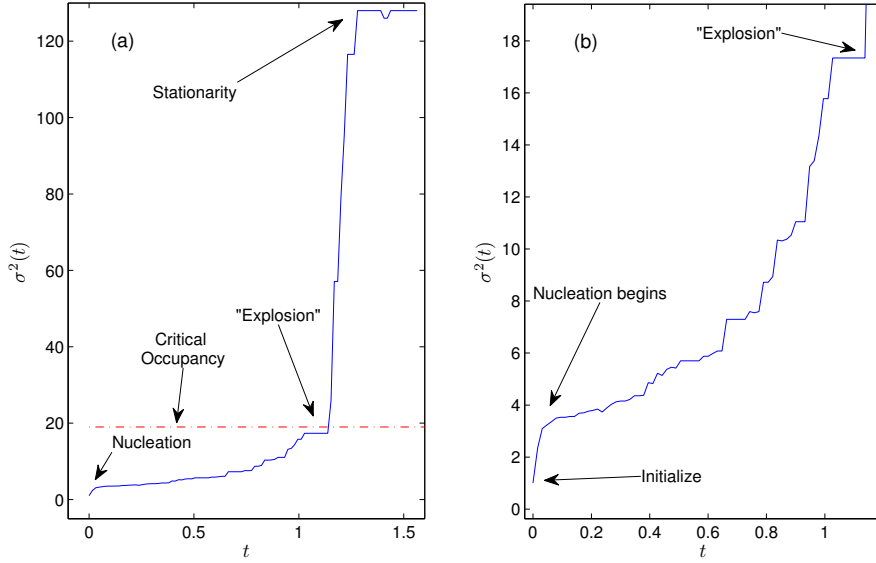 (a)
Stationarity
"Explosion"
Critical
Occupancy
Nucleation
σ²(t)
120
100
80
60
40
20
0
0
0.5
1
1.5
t
(b)
"Explosion"
Nucleation begins
Initialize
σ²(t)
18
16
14
12
10
8
6
4
2
0
0
0.2
0.4
0.6
0.8
1
t